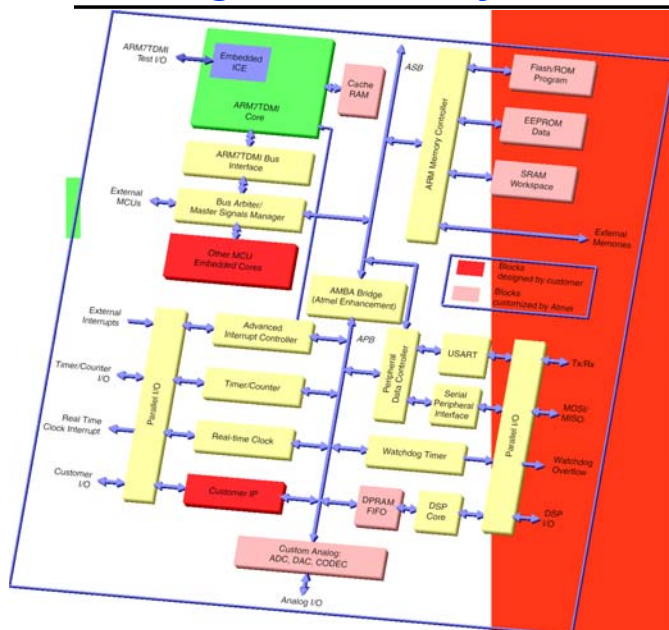 ARM7TDMI
Test I/O
Embedded
ICE
ARM7TDMI
Core
Cache
RAM
ASB
ARM Memory Controller
Flash/ROM
Program
EEPROM
Data
SRAM
Workspace
ARM7TDMI Bus
Interface
External
MCUs
Bus Arbiter/
Master Signals Manager
External
Memories
Other MCU
Embedded Cores
Blocks
designed by customer
Blocks
customized by Atmel
AMBA Bridge
(Atmel Enhancement)
External
Interrupts
Advanced
Interrupt Controller
APB
Peripheral
Data Controller
USART
Tx/Rx
Timer/Counter
I/O
Parallel I/O
Timer/Counter
Serial
Peripheral
Interface
Parallel I/O
MOSI/
MISO
Real Time
Clock Interrupt
Real-time Clock
Watchdog Timer
Watchdog
Overflow
Customer
I/O
Customer IP
DPRAM
FIFO
DSP
Core
DSP
I/O
Custom Analog:
ADC, DAC, CODEC
Analog I/O